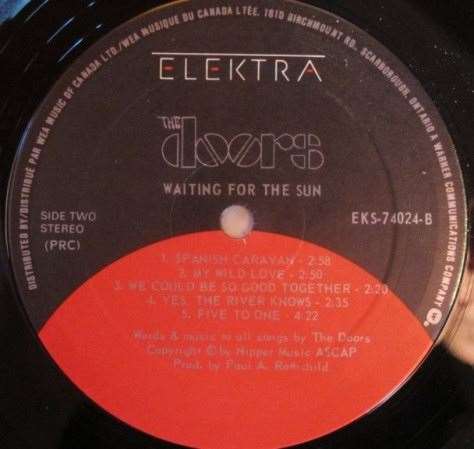 DISTRIBUTED BY/DISTRIBUÉ PAR WEA MUSIC OF CANADA LTD./WEA MUSIQUE DU CANADA LTÉE. 1810 BIRCHMOUNT RD., SCARBOROUGH, ONTARIO A WARNER COMMUNICATIONS COMPANY
ELEKTRA
THE
doors
WAITING FOR THE SUN
SIDE TWO
STEREO
(PRC)
EKS-74024-B
1. SPANISH CARAVAN - 2:58
2. MY WILD LOVE - 2:50
3. WE COULD BE SO GOOD TOGETHER - 2:20
4. YES, THE RIVER KNOWS - 2:35
5. FIVE TO ONE - 4:22
Words & music to all songs by The Doors
Copyright © by Nipper Music ASCAP
Prod. by Paul A. Rothchild